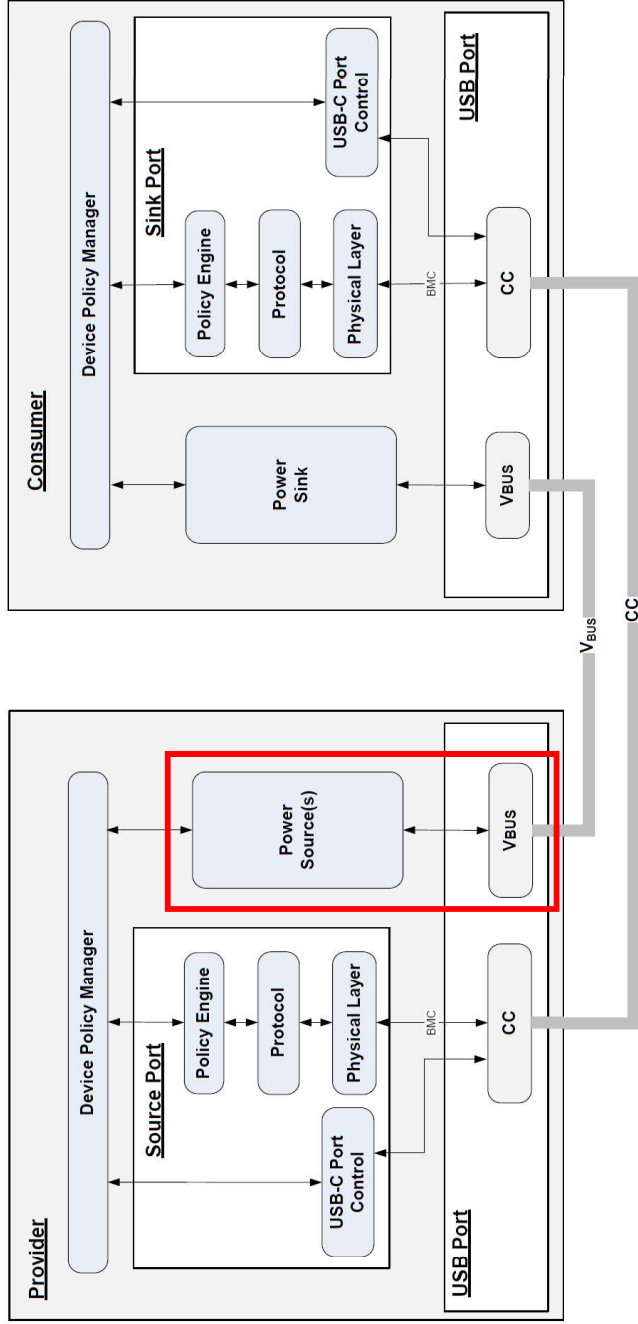 Provider
Device Policy Manager
Source Port
Policy Engine
Protocol
Physical Layer
USB-C Port
Control
Power
Source(s)
BMC
CC
VBUS
USB Port
Consumer
Device Policy Manager
Power
Sink
Sink Port
Policy Engine
Protocol
Physical Layer
USB-C Port
Control
BMC
VBUS
CC
USB Port
VBUS
CC